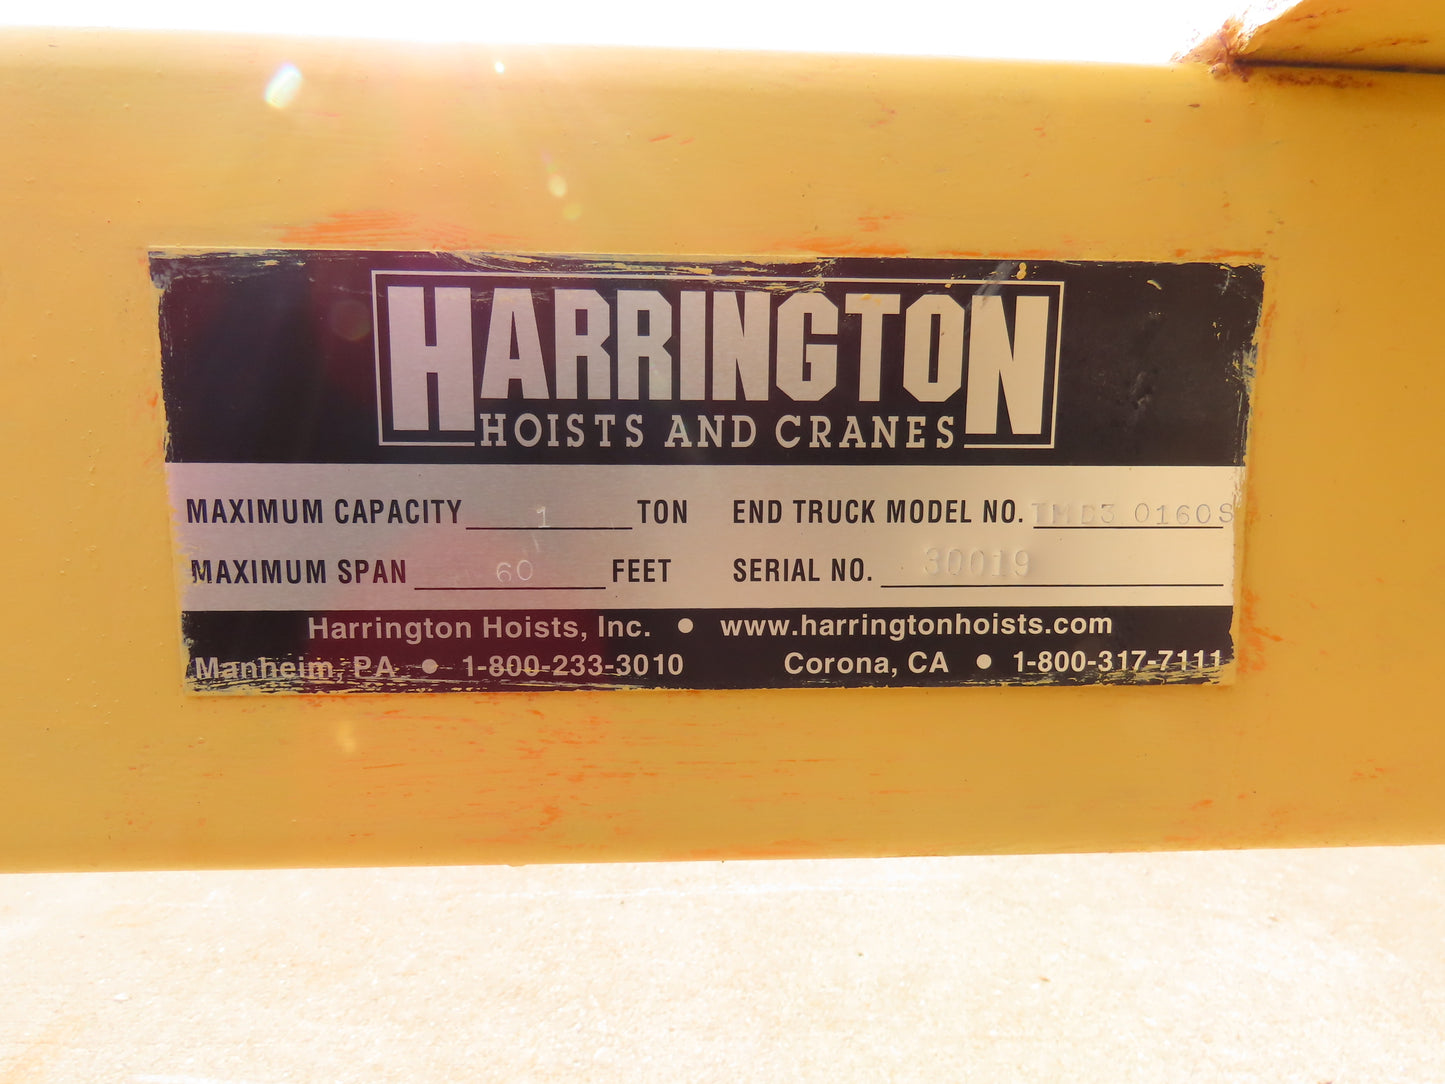 HARRINGTON
HOISTS AND CRANES
MAXIMUM CAPACITY 1 TON END TRUCK MODEL NO. TMD3 0160S
MAXIMUM SPAN 60 FEET SERIAL NO. 30019
Harrington Hoists, Inc. • www.harringtonhoists.com
Manheim, PA • 1-800-233-3010 Corona, CA • 1-800-317-7111